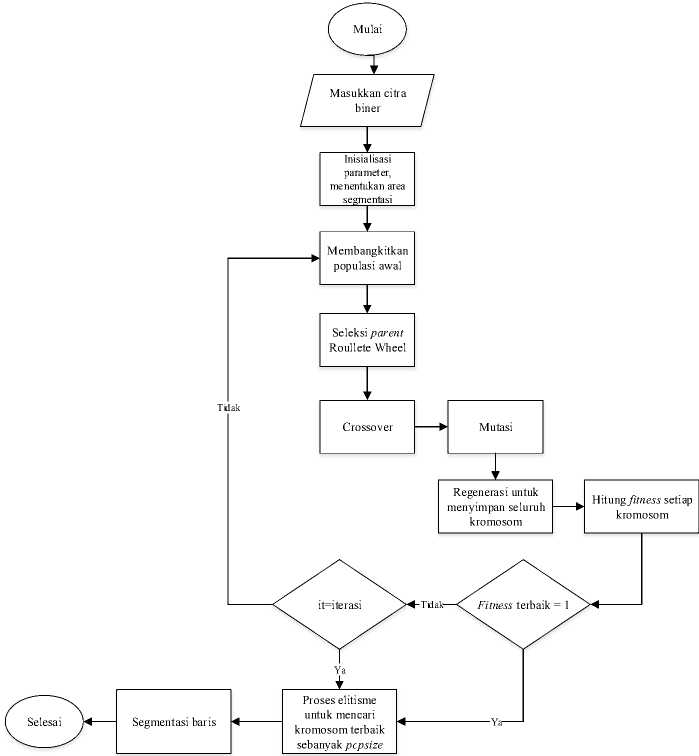 Mulai
Masukkan citra
biner
Inisialisasi
parameter,
menentukan area
segmentasi
Membangkitkan
populasi awal
Seleksi parent
Roullete Wheel
Tidak
Crossover
Mutasi
Regenerasi untuk
menyimpan seluruh
kromosom
Hitung fitness setiap
kromosom
it=iterasi
Tidak
Fitness terbaik = 1
Ya
Selesai
Segmentasi baris
Proses elitisme
untuk mencari
kromosom terbaik
sebanyak pcpsize
Ya